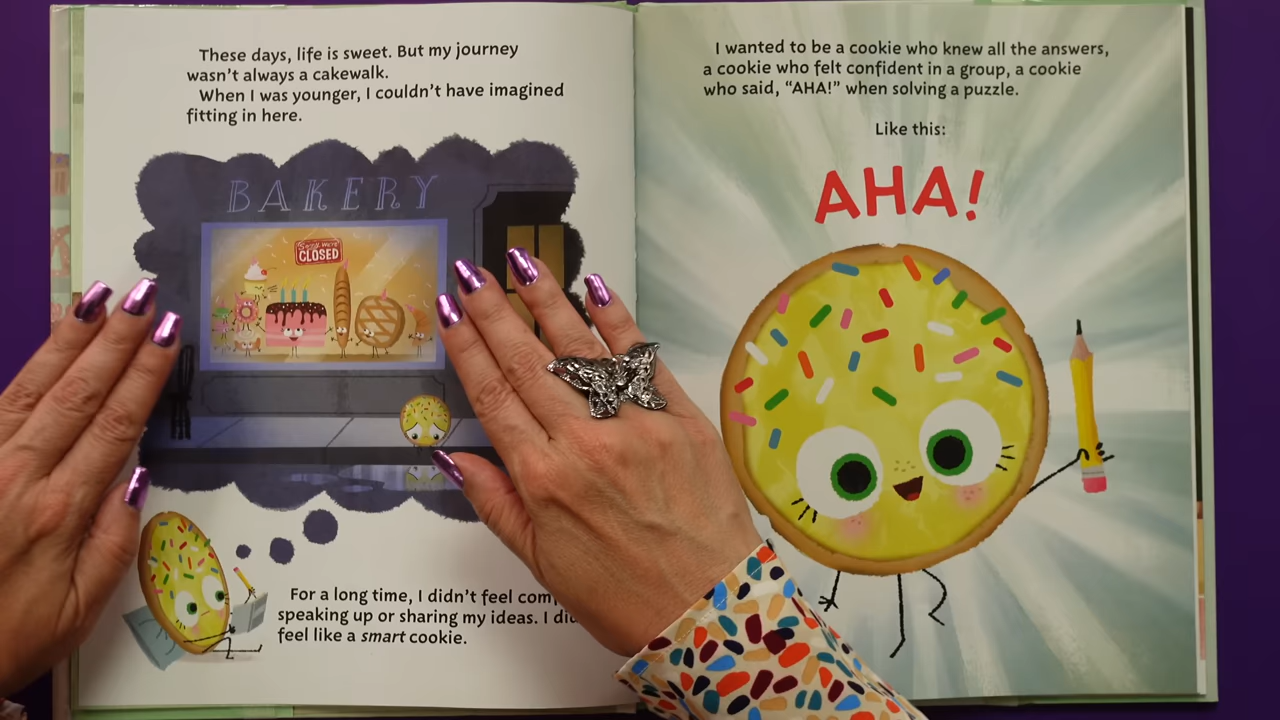 These days, life is sweet. But my journey
wasn't always a cakewalk.
When I was younger, I couldn't have imagined
fitting in here.
BAKERY
SORRY, WE'RE
CLOSED
For a long time, I didn't feel
speaking up or sharing my ideas. I
feel like a smart cookie.
I wanted to be a cookie who knew all the answers,
a cookie who felt confident in a group, a cookie
who said, "AHA!" when solving a puzzle.
Like this:
AHA!